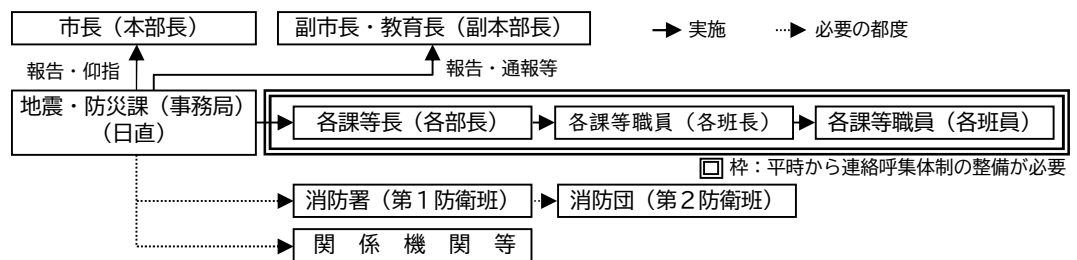 市長（本部長）
副市長・教育長（副本部長）
実施
必要の都度
報告・仰指
報告・通報等
地震・防災課（事務局）
（日直）
各課等長（各部長）
各課等職員（各班長）
各課等職員（各班員）
枠：平時から連絡呼集体制の整備が必要
消防署（第１防衛班）
消防団（第２防衛班）
関　係　機　関　等